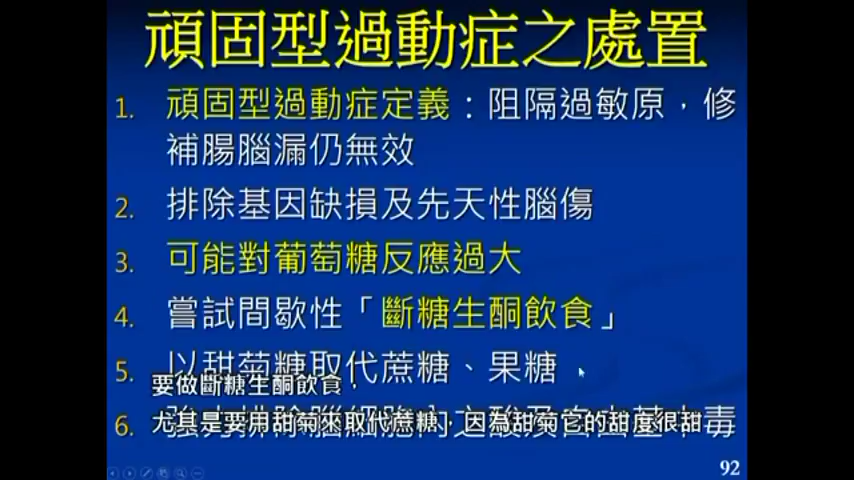 頑固型過動症之處置
1. 頑固型過動症定義：阻隔過敏原，修
補腸腦漏仍無效
2. 排除基因缺損及先天性腦傷
3. 可能對葡萄糖反應過大
4. 嘗試間歇性「斷糖生酮飲食」
5. 以甜菊糖取代蔗糖、果糖
要做斷糖生酮飲食，
6.
尤其是要用甜菊來取代蔗糖，因為甜菊它的甜度很甜
92